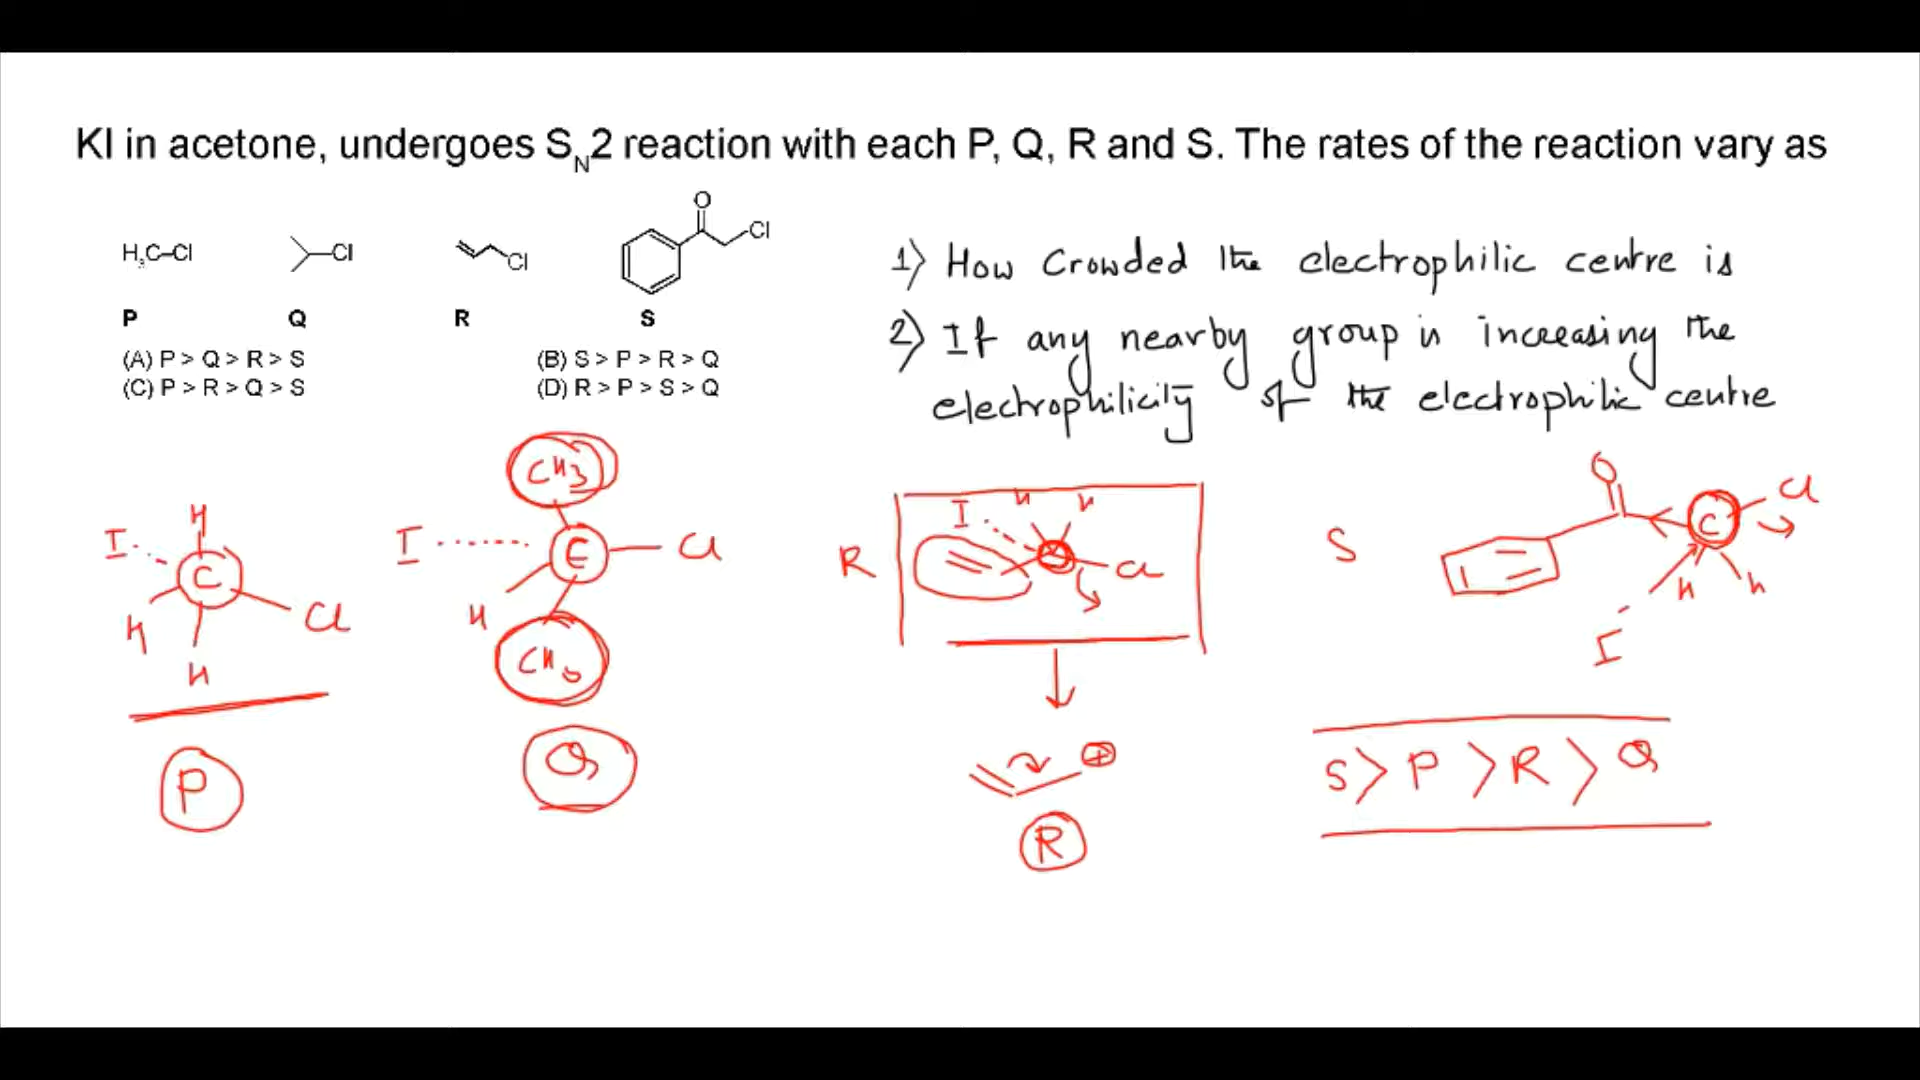 KI in acetone, undergoes SN2 reaction with each P, Q, R and S. The rates of the reaction vary as
H3C-Cl Cl Cl O Cl
P Q R S
(A) P > Q > R > S (B) S > P > R > Q
(C) P > R > Q > S (D) R > P > S > Q
1) How Crowded the electrophilic centre is
2) If any nearby group is increasing the
electrophilicity of the electrophilic centre
I H C H H Cl
CH3 I C Cl H
R I H H Cl
S O C Cl H H I
P
Q
⊕
R
S > P > R > Q